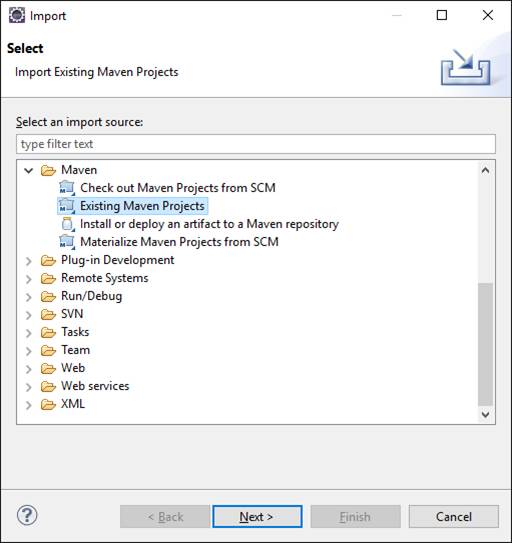 Import
Select
Import Existing Maven Projects
Select an import source:
type filter text
Maven
Check out Maven Projects from SCM
Existing Maven Projects
Install or deploy an artifact to a Maven repository
Materialize Maven Projects from SCM
Plug-in Development
Remote Systems
Run/Debug
SVN
Tasks
Team
Web
Web services
XML
? < Back Next > Finish Cancel